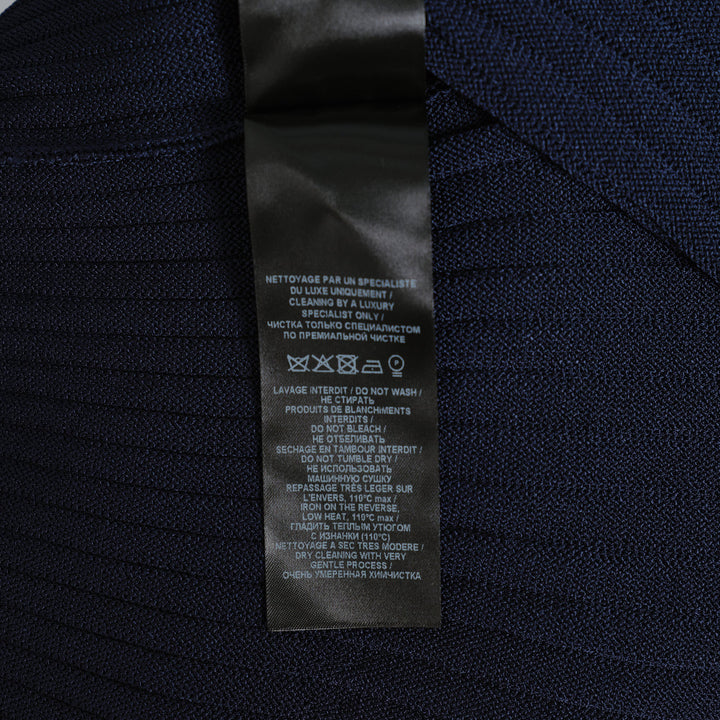 NETTOYAGE PAR UN SPECIALISTE
DU LUXE UNIQUEMENT /
CLEANING BY A LUXURY
SPECIALIST ONLY /
ЧИСТКА ТОЛЬКО СПЕЦИАЛИСТОМ
ПО ПРЕМИАЛЬНОЙ ЧИСТКЕ
P
LAVAGE INTERDIT / DO NOT WASH /
НЕ СТИРАТЬ
PRODUITS DE BLANCHiMENTS
INTERDITS /
DO NOT BLEACH /
НЕ ОТБЕЛИВАТЬ
SECHAGE EN TAMBOUR INTERDIT /
DO NOT TUMBLE DRY /
НЕ ИСПОЛЬЗОВАТЬ
МАШИННУЮ СУШКУ
REPASSAGE TRÈS LEGER SUR
L'ENVERS, 110°C max /
IRON ON THE REVERSE,
LOW HEAT, 110°C max /
ГЛАДИТЬ ТЕПЛЫМ УТЮГОМ
С ИЗНАНКИ (110°C)
NETTOYAGE A SEC TRES MODERE /
DRY CLEANING WITH VERY
GENTLE PROCESS /
ОЧЕНЬ УМЕРЕННАЯ ХИМЧИСТКА